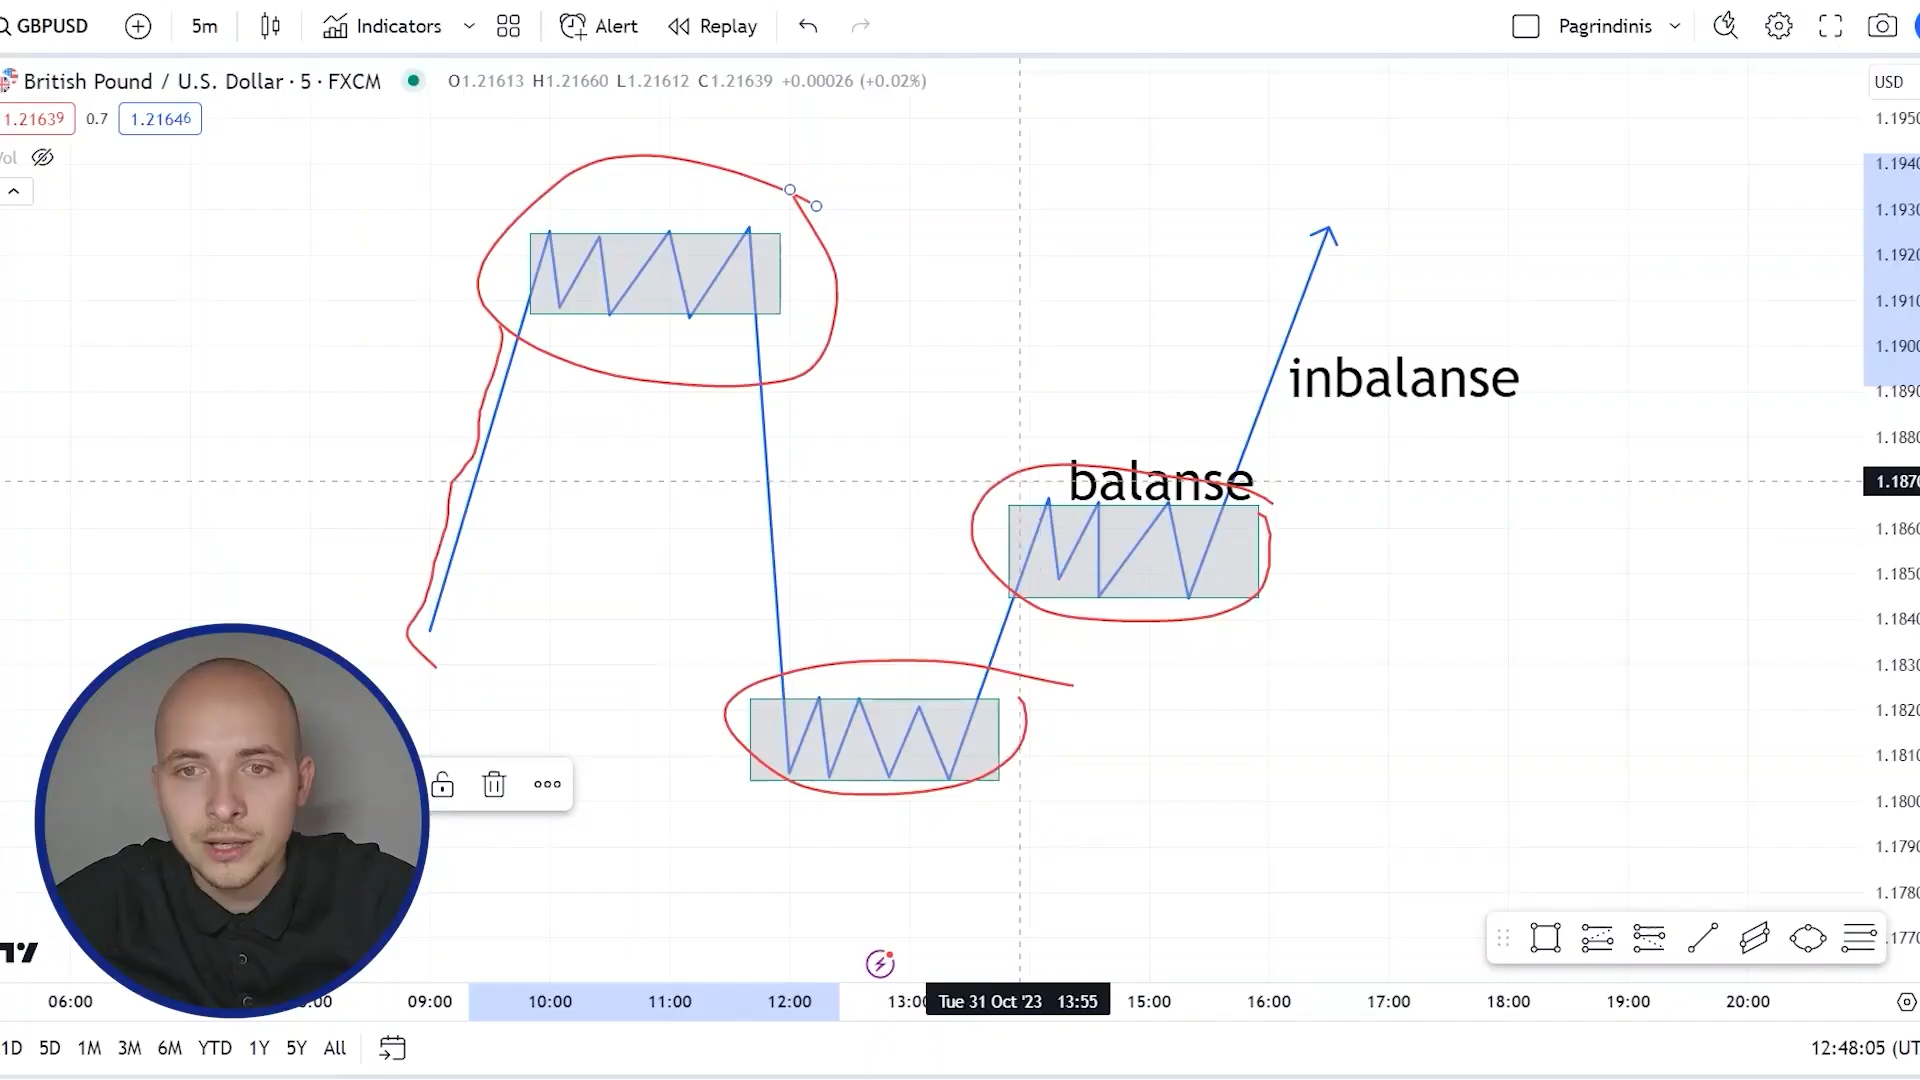 GBPUSD 5m Indicators Alert Replay Pagrindinis
British Pound / U.S. Dollar · 5 · FXCM O1.21613 H1.21660 L1.21612 C1.21639 +0.00026 (+0.02%) USD
1.21639 0.7 1.21646
1.1950
1.1940
1.1930
1.1920
1.1910
1.1900
inbalanse
1.1890
1.1880
balanse
1.1870
1.1860
1.1850
1.1840
1.1830
1.1820
1.1810
1.1800
1.1790
1.1780
1.1770
06:00 09:00 10:00 11:00 12:00 13:00 Tue 31 Oct '23 13:55 15:00 16:00 17:00 18:00 19:00 20:00
1D 5D 1M 3M 6M YTD 1Y 5Y All 12:48:05 (UT